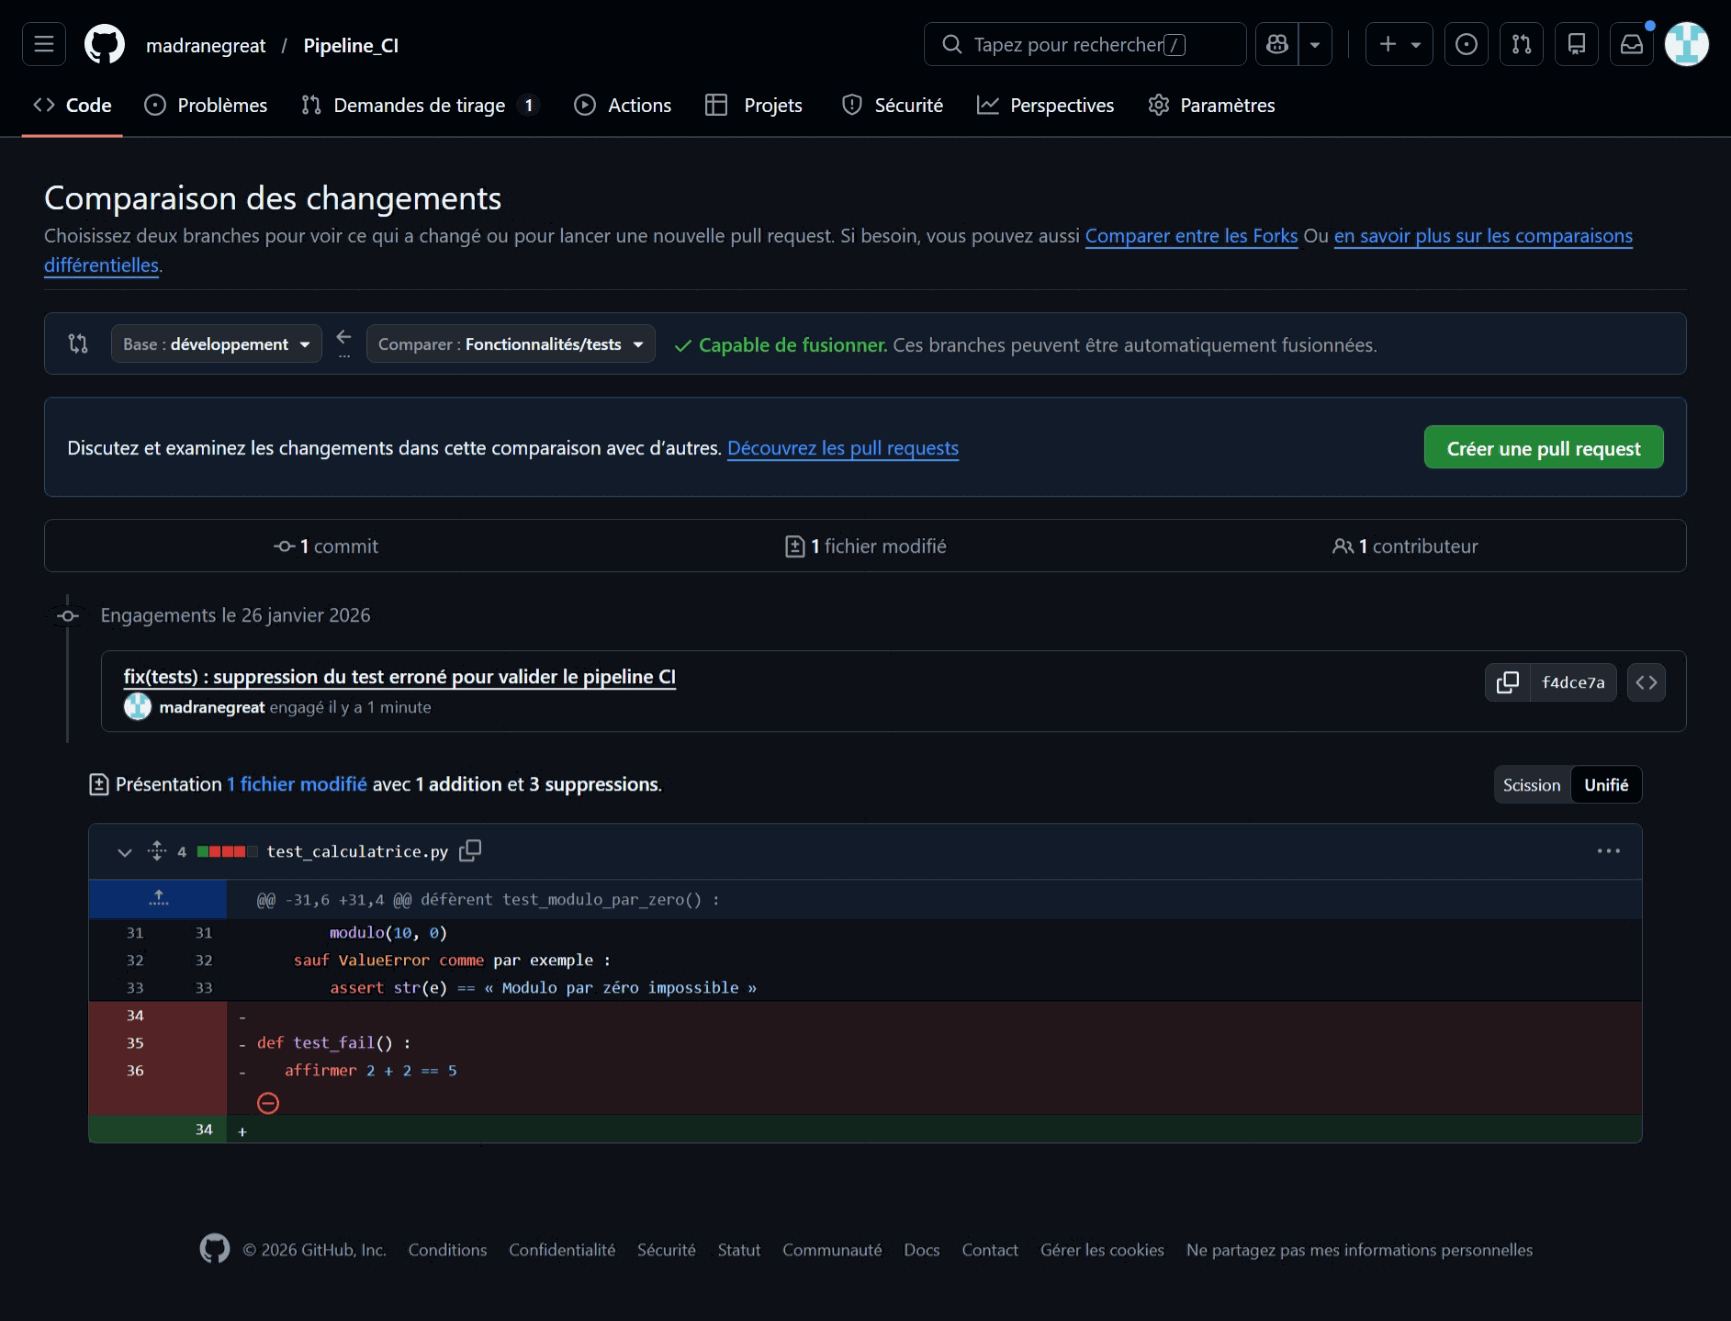 madranegreat / Pipeline_CI
Tapez pour rechercher /
Code
Problèmes
Demandes de tirage 1
Actions
Projets
Sécurité
Perspectives
Paramètres
Comparaison des changements
Choisissez deux branches pour voir ce qui a changé ou pour lancer une nouvelle pull request. Si besoin, vous pouvez aussi Comparer entre les Forks Ou en savoir plus sur les comparaisons
différentielles.
Base : développement
...
Comparer : Fonctionnalités/tests
Capable de fusionner. Ces branches peuvent être automatiquement fusionnées.
Discutez et examinez les changements dans cette comparaison avec d’autres. Découvrez les pull requests
Créer une pull request
1 commit
1 fichier modifié
1 contributeur
Engagements le 26 janvier 2026
fix(tests) : suppression du test erroné pour valider le pipeline CI
f4dce7a
madranegreat engagé il y a 1 minute
Présentation 1 fichier modifié avec 1 addition et 3 suppressions.
Scission
Unifié
4 test_calculatrice.py
@@ -31,6 +31,4 @@ défèrent test_modulo_par_zero() :
31 31 modulo(10, 0)
32 32 sauf ValueError comme par exemple :
33 33 assert str(e) == « Modulo par zéro impossible »
34 -
35 - def test_fail() :
36 - affirmer 2 + 2 == 5
34 +
© 2026 GitHub, Inc.
Conditions
Confidentialité
Sécurité
Statut
Communauté
Docs
Contact
Gérer les cookies
Ne partagez pas mes informations personnelles